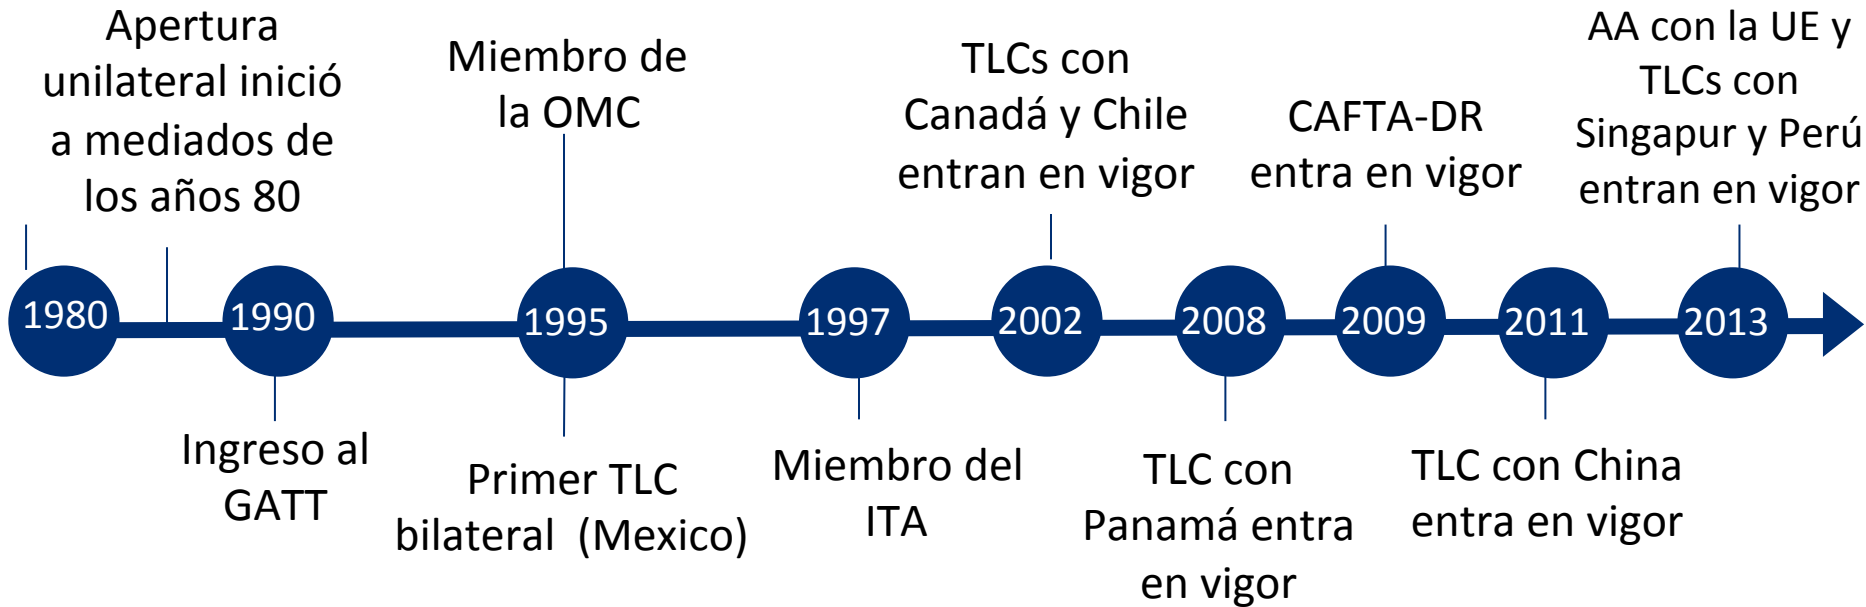 Apertura
unilateral inició
a mediados de
los años 80
Miembro de
la OMC
TLCs con
Canadá y Chile
entran en vigor
CAFTA-DR
entra en vigor
AA con la UE y
TLCs con
Singapur y Perú
entran en vigor
1980
1990
1995
1997
2002
2008
2009
2011
2013
Ingreso al
GATT
Primer TLC
bilateral (Mexico)
Miembro del
ITA
TLC con
Panamá entra
en vigor
TLC con China
entra en vigor